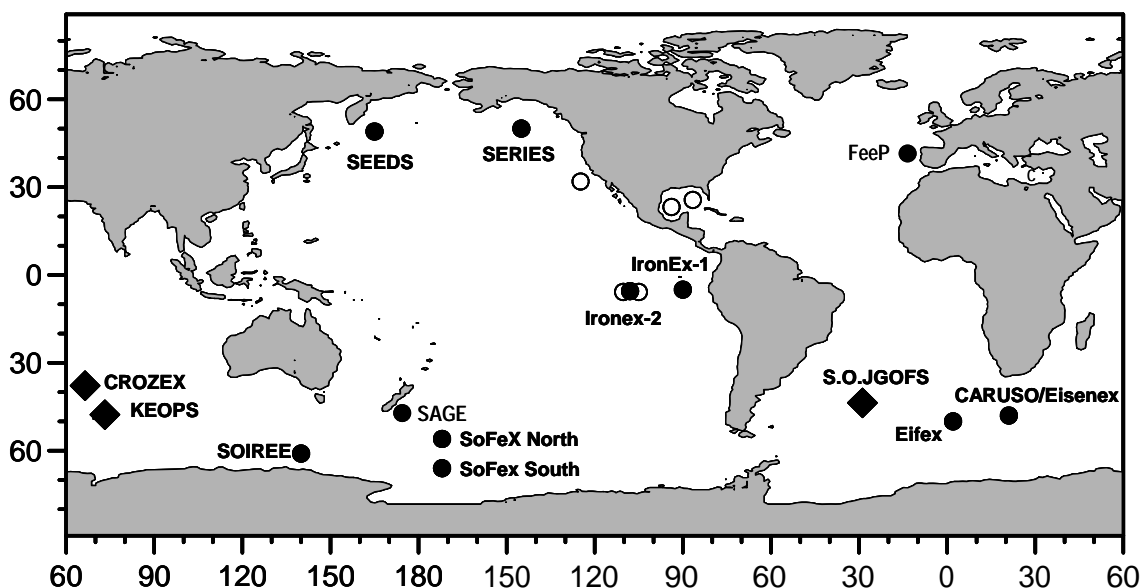 60
30
0
30
60
SEEDS
SERIES
FeeP
IronEx-1
Ironex-2
CROZEX
KEOPS
SAGE
SOIREE
SoFeX North
SoFex South
S.O.JGOFS
CARUSO/Eisenex
Eifex
60 90 120 150 180 150 120 90 60 30 0 30 60